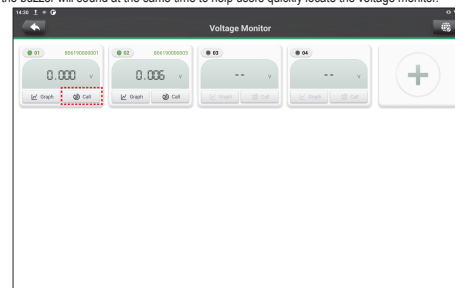 the buzzer will sound at the same time to help users quickly locate the voltage monitor.
14:30
Voltage Monitor
01 806190000001
0.000 v
Graph Call
02 806190000003
0.006 v
Graph Call
03
-- v
Graph Call
04
-- v
Graph Call